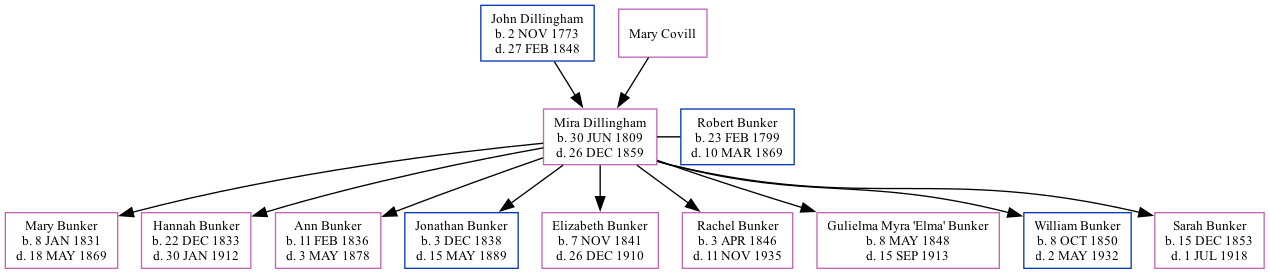 John Dillingham
b. 2 NOV 1773
d. 27 FEB 1848
Mary Covill
Mira Dillingham
b. 30 JUN 1809
d. 26 DEC 1859
Robert Bunker
b. 23 FEB 1799
d. 10 MAR 1869
Mary Bunker
b. 8 JAN 1831
d. 18 MAY 1869
Hannah Bunker
b. 22 DEC 1833
d. 30 JAN 1912
Ann Bunker
b. 11 FEB 1836
d. 3 MAY 1878
Jonathan Bunker
b. 3 DEC 1838
d. 15 MAY 1889
Elizabeth Bunker
b. 7 NOV 1841
d. 26 DEC 1910
Rachel Bunker
b. 3 APR 1846
d. 11 NOV 1935
Gulielma Myra 'Elma' Bunker
b. 8 MAY 1848
d. 15 SEP 1913
William Bunker
b. 8 OCT 1850
d. 2 MAY 1932
Sarah Bunker
b. 15 DEC 1853
d. 1 JUL 1918